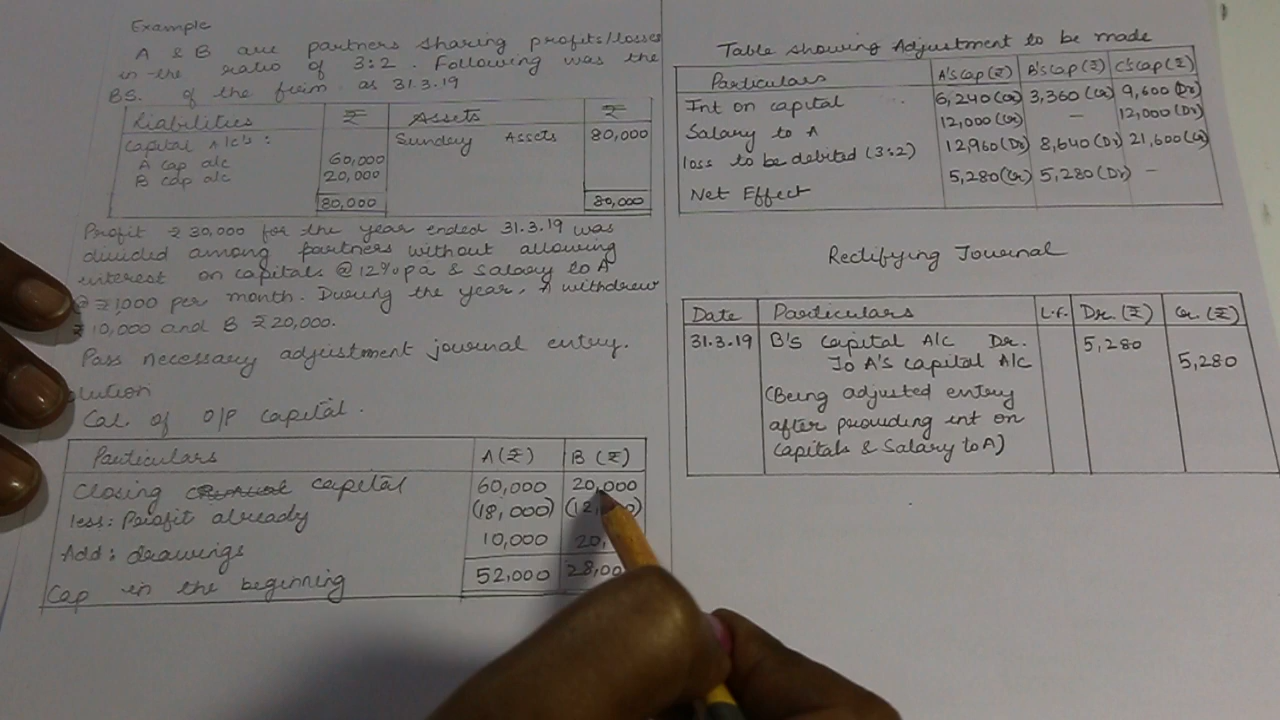 Example
A & B are partners sharing profits/losses
in the ratio of 3:2. Following was the
BS. of the firm as 31.3.19
Liabilities ₹ Assets ₹
Capital A/c's: Sunday Assets 80,000
A Cap a/c 60,000
B cap a/c 20,000
80,000 80,000
Profit ₹ 30,000 for the year ended 31.3.19 was
divided among partners without allowing
interest on capitals @ 12% pa & salary to A
@ ₹1,000 per month. During the year, A withdrew
₹ 10,000 and B ₹ 20,000.
Pass necessary adjustment journal entry.
olution
Cal. of O/P capital.
Particulars A (₹) B (₹)
Closing capital 60,000 20,000
less: Profit already (18,000)
Add: drawings 10,000
Cap in the beginning 52,000
Table showing Adjustment to be made
Particulars A's Cap (₹) B's Cap (₹) C's Cap (₹)
Int on capital 6,240 (Cr) 3,360 (Cr) 9,600 (Dr)
Salary to A 12,000 (Cr) — 12,000 (Dr)
loss to be debited (3:2) 12,960 (Dr) 8,640 (Dr) 21,600 (Cr)
Net Effect 5,280 (Cr) 5,280 (Dr) —
Rectifying Journal
Date Particulars L.f. Dr. (₹) Cr. (₹)
31.3.19 B's Capital A/c Dr. 5,280
To A's capital A/c 5,280
(Being adjusted entry
after providing int on
Capitals & Salary to A)